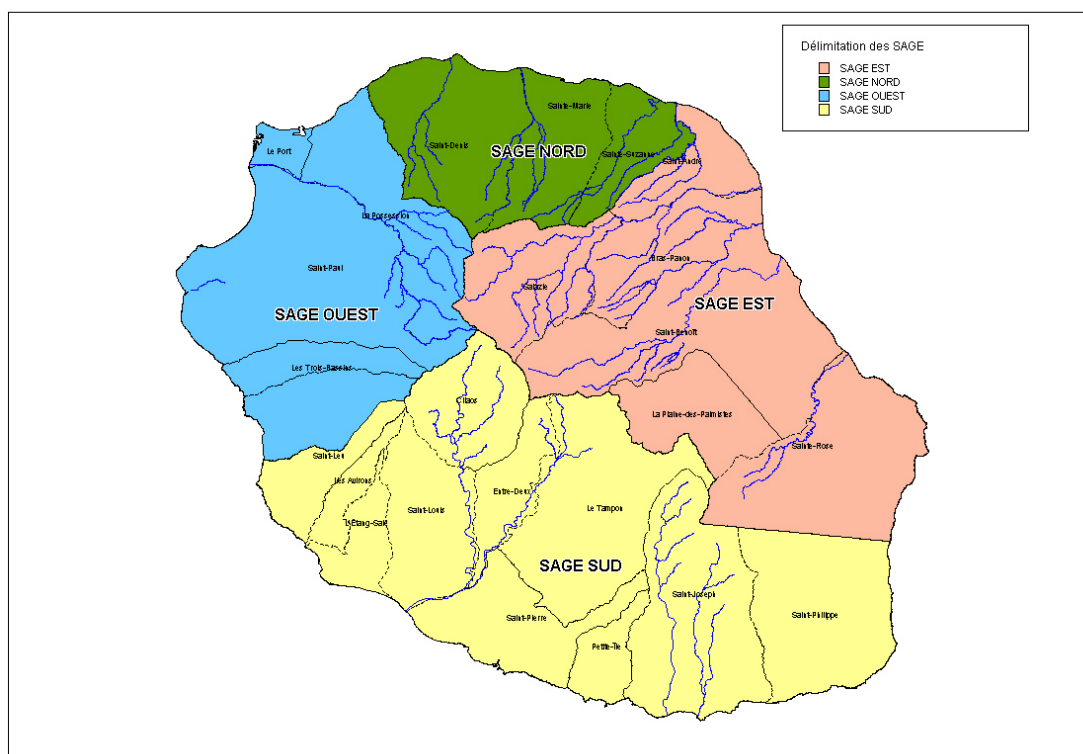 Délimitation des SAGE
SAGE EST
SAGE NORD
SAGE OUEST
SAGE SUD
Sainte-Marie
Saint-Denis
SAGE NORD
Sainte-Suzanne
Saint-André
Le Port
La Possession
Saint-Paul
Bras-Panon
Salazie
SAGE OUEST
SAGE EST
Saint-Benoît
Les Trois-Bassins
Cilaos
La Plaine-des-Palmistes
Sainte-Rose
Saint-Leu
Les Avirons
Entre-Deux
L'Étang-Salé
Saint-Louis
Le Tampon
SAGE SUD
Saint-Joseph
Saint-Pierre
Saint-Philippe
Petite-Île